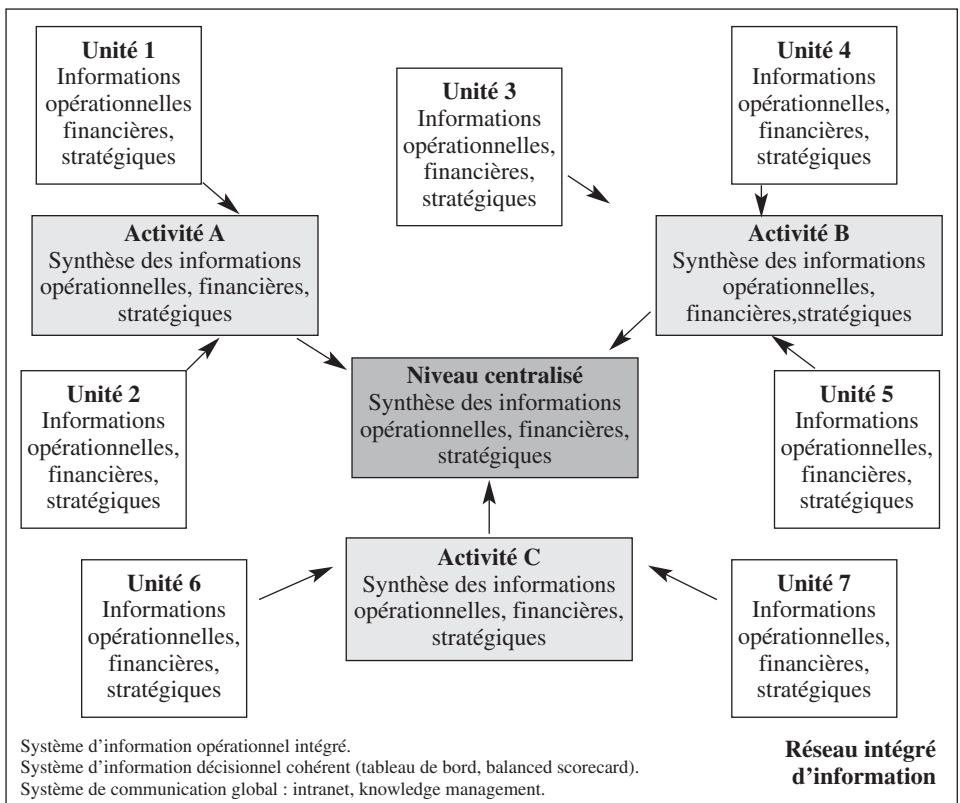 Unité 1
Informations
opérationnelles
financières,
stratégiques
Unité 3
Informations
opérationnelles,
financières,
stratégiques
Unité 4
Informations
opérationnelles,
financières,
stratégiques
Activité A
Synthèse des informations
opérationnelles, financières,
stratégiques
Activité B
Synthèse des informations
opérationnelles,
financières,stratégiques
Unité 2
Informations
opérationnelles,
financières,
stratégiques
Niveau centralisé
Synthèse des informations
opérationnelles, financières,
stratégiques
Unité 5
Informations
opérationnelles,
financières,
stratégiques
Unité 6
Informations
opérationnelles,
financières,
stratégiques
Activité C
Synthèse des informations
opérationnelles, financières,
stratégiques
Unité 7
Informations
opérationnelles,
financières,
stratégiques
Système d’information opérationnel intégré.
Système d’information décisionnel cohérent (tableau de bord, balanced scorecard).
Système de communication global : intranet, knowledge management.
Réseau intégré
d’information